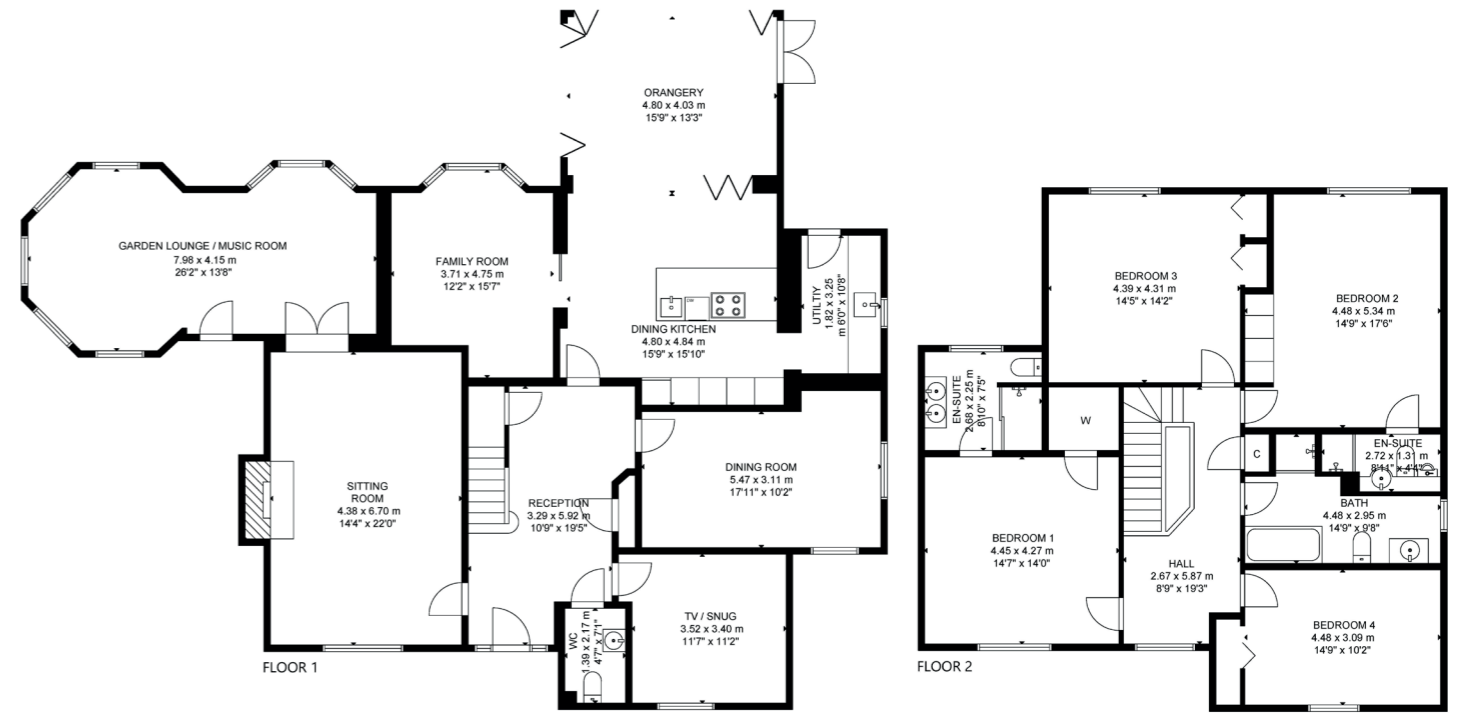 ORANGERY
4.80 x 4.03 m
15'9" x 13'3"
GARDEN LOUNGE / MUSIC ROOM
7.98 x 4.15 m
26'2" x 13'8"
FAMILY ROOM
3.71 x 4.75 m
12'2" x 15'7"
UTILTIY
1.82 x 3.25
m 6'0" x 10'8"
DINING KITCHEN
4.80 x 4.84 m
15'9" x 15'10"
SITTING
ROOM
4.38 x 6.70 m
14'4" x 22'0"
RECEPTION
3.29 x 5.92 m
10'9" x 19'5"
DINING ROOM
5.47 x 3.11 m
17'11" x 10'2"
WC
1.39 x 2.17 m
4'7" x 7'1"
TV / SNUG
3.52 x 3.40 m
11'7" x 11'2"
FLOOR 1
BEDROOM 3
4.39 x 4.31 m
14'5" x 14'2"
BEDROOM 2
4.48 x 5.34 m
14'9" x 17'6"
EN-SUITE
2.68 x 2.25 m
8'10" x 7'5"
W
C
EN-SUITE
2.72 x 1.31 m
8'11" x 4'4"
BATH
4.48 x 2.95 m
14'9" x 9'8"
BEDROOM 1
4.45 x 4.27 m
14'7" x 14'0"
HALL
2.67 x 5.87 m
8'9" x 19'3"
BEDROOM 4
4.48 x 3.09 m
14'9" x 10'2"
FLOOR 2